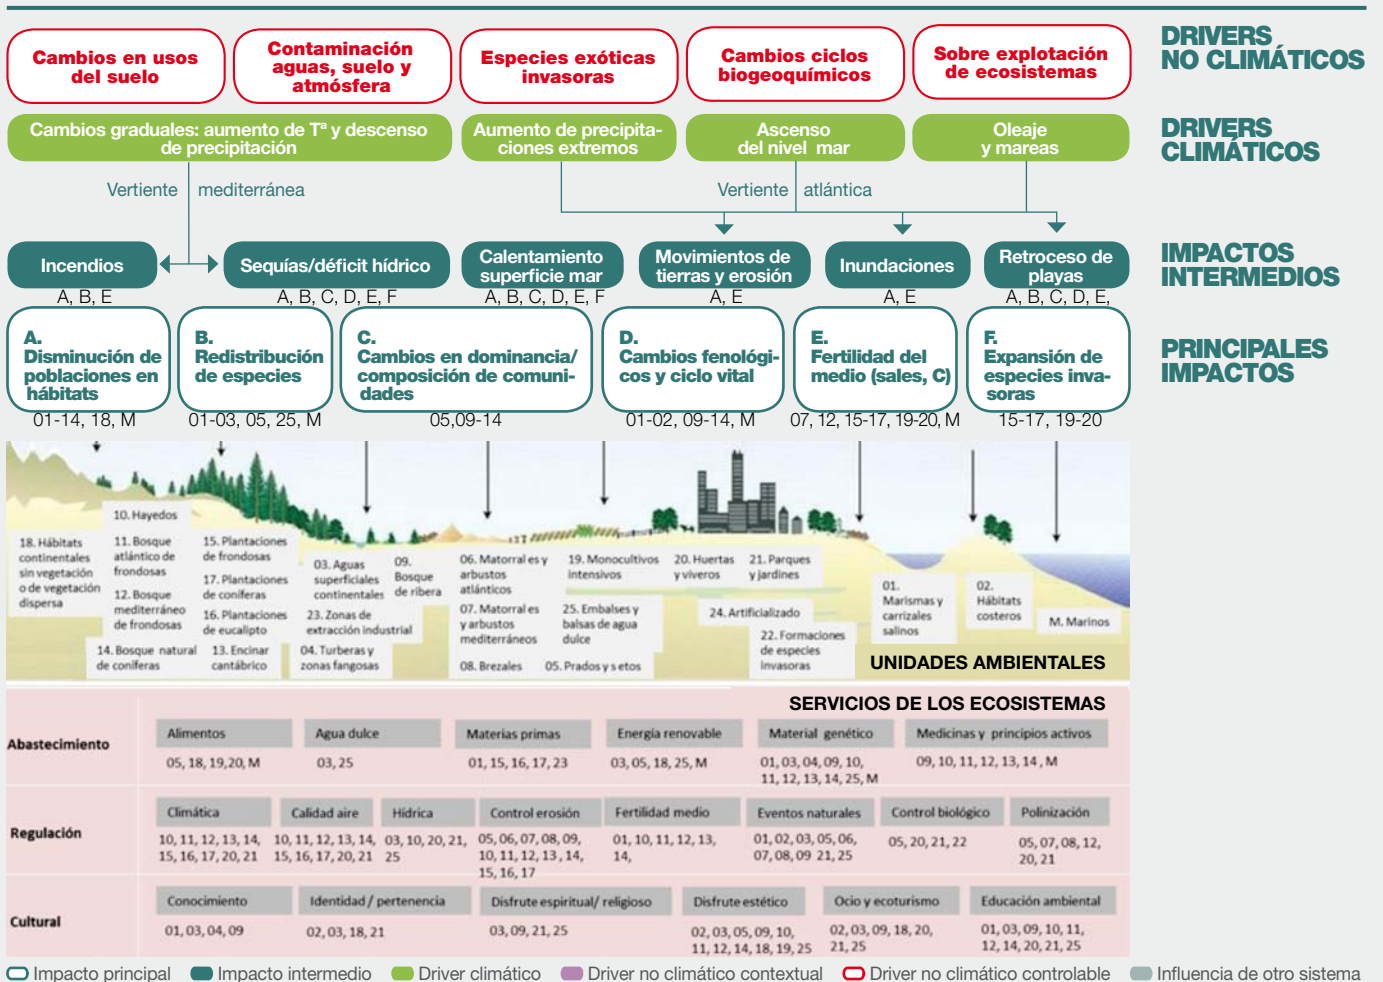 Cambios en usos
del suelo
Contaminación
aguas, suelo y
atmósfera
Especies exóticas
invasoras
Cambios ciclos
biogeoquímicos
Sobre explotación
de ecosistemas
DRIVERS
NO CLIMÁTICOS
Cambios graduales: aumento de Tª y descenso
de precipitación
Aumento de precipita-
ciones extremos
Ascenso
del nivel mar
Oleaje
y mareas
DRIVERS
CLIMÁTICOS
Vertiente mediterránea
Vertiente atlántica
Incendios
Sequías/déficit hídrico
Calentamiento
superficie mar
Movimientos de
tierras y erosión
Inundaciones
Retroceso de
playas
IMPACTOS
INTERMEDIOS
A, B, E
A, B, C, D, E, F
A, B, C, D, E, F
A, E
A, E
A, B, C, D, E,
A.
Disminución de
poblaciones en
hábitats
B.
Redistribución
de especies
C.
Cambios en dominancia/
composición de comuni-
dades
D.
Cambios fenológi-
cos y ciclo vital
E.
Fertilidad del
medio (sales, C)
F.
Expansión de
especies inva-
soras
PRINCIPALES
IMPACTOS
01-14, 18, M
01-03, 05, 25, M
05,09-14
01-02, 09-14, M
07, 12, 15-17, 19-20, M
15-17, 19-20
18. Hábitats
continentales
sin vegetación
o de vegetación
dispersa
10. Hayedos
11. Bosque
atlántico de
frondosas
12. Bosque
mediterráneo
de frondosas
14. Bosque natural
de coníferas
15. Plantaciones
de frondosas
17. Plantaciones
de coníferas
16. Plantaciones
de eucalipto
13. Encinar
cantábrico
03. Aguas
superficiales
continentales
23. Zonas de
extracción industrial
04. Turberas y
zonas fangosas
09.
Bosque
de ribera
06. Matorrales y
arbustos
atlánticos
07. Matorrales
y arbustos
mediterráneos
08. Brezales
19. Monocultivos
intensivos
25. Embalses y
balsas de agua
dulce
05. Prados y setos
20. Huertas
y viveros
21. Parques
y jardines
24. Artificializado
22. Formaciones
de especies
invasoras
01.
Marismas y
carrizales
salinos
02.
Hábitats
costeros
M. Marinos
UNIDADES AMBIENTALES
SERVICIOS DE LOS ECOSISTEMAS
Abastecimiento
Alimentos
05, 18, 19,20, M
Agua dulce
03, 25
Materias primas
01, 15, 16, 17, 23
Energía renovable
03, 05, 18, 25, M
Material genético
01, 03, 04, 09, 10,
11, 12, 13, 14, 25, M
Medicinas y principios activos
09, 10, 11, 12, 13, 14 , M
Regulación
Climática
10, 11, 12, 13, 14,
15, 16, 17, 20, 21
Calidad aire
10, 11, 12, 13, 14,
15, 16, 17, 20, 21
Hídrica
03, 10, 20, 21,
25
Control erosión
05, 06, 07, 08, 09,
10, 11, 12, 13 , 14,
15, 16, 17
Fertilidad medio
01, 10, 11, 12, 13,
14,
Eventos naturales
01, 02, 03, 05, 06,
07, 08, 09 21, 25
Control biológico
05, 20, 21, 22
Polinización
05, 07, 08, 12,
20, 21
Cultural
Conocimiento
01, 03, 04, 09
Identidad / pertenencia
02, 03, 18, 21
Disfrute espiritual/ religioso
03, 09, 21, 25
Disfrute estético
02, 03, 05, 09, 10,
11, 12, 14, 18, 19, 25
Ocio y ecoturismo
02, 03, 09, 18, 20,
21, 25
Educación ambiental
01, 03, 09, 10, 11,
12, 14, 20, 21, 25
Impacto principal
Impacto intermedio
Driver climático
Driver no climático contextual
Driver no climático controlable
Influencia de otro sistema